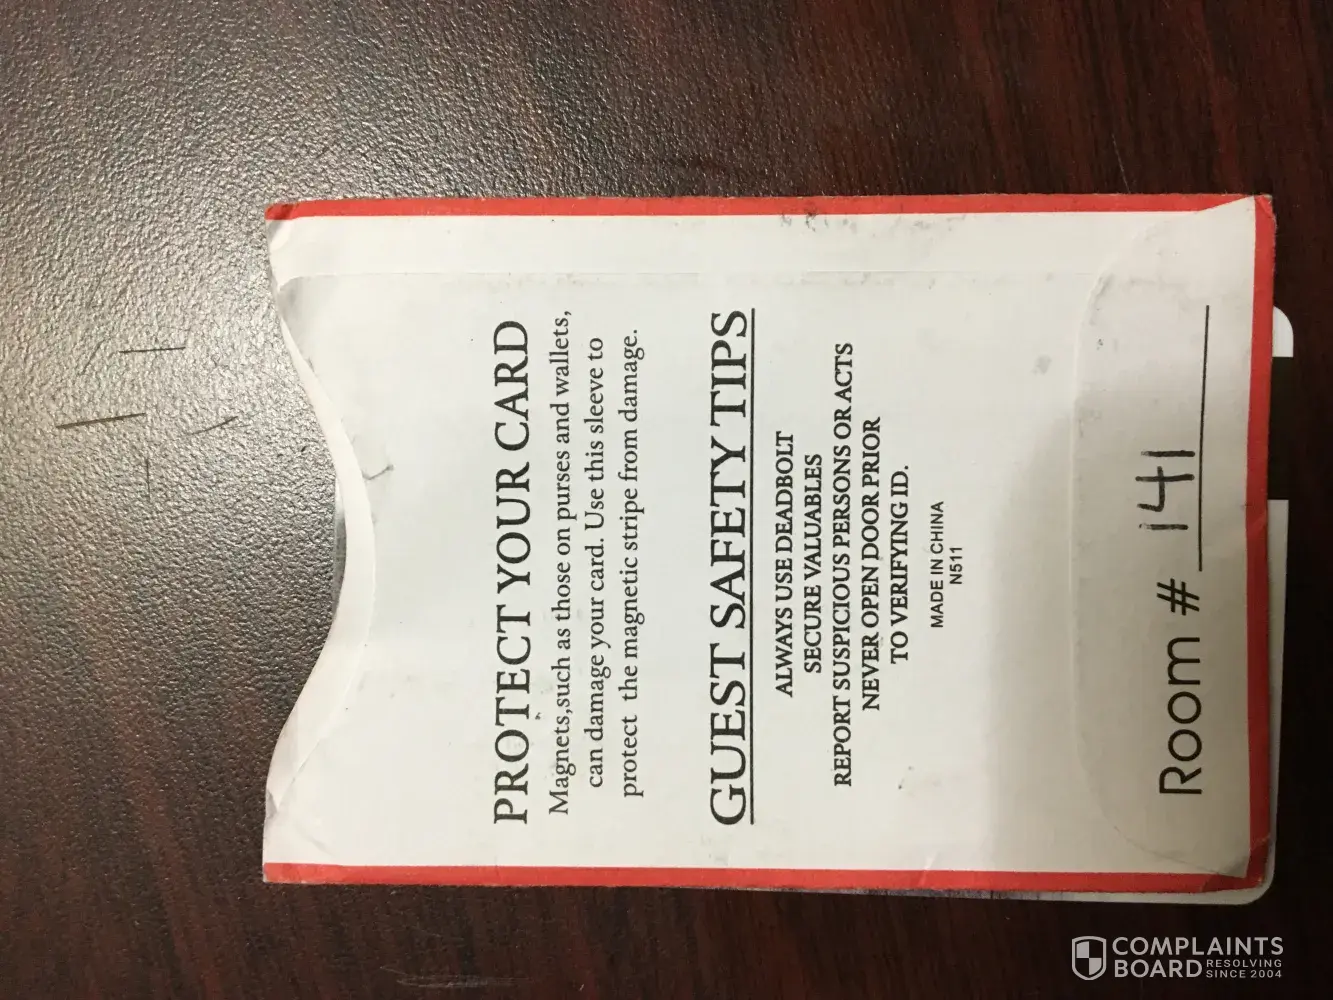 PROTECT YOUR CARD
Magnets,such as those on purses and wallets,
can damage your card. Use this sleeve to
protect the magnetic stripe from damage.
GUEST SAFETY TIPS
ALWAYS USE DEADBOLT
SECURE VALUABLES
REPORT SUSPICIOUS PERSONS OR ACTS
NEVER OPEN DOOR PRIOR
TO VERIFYING ID.
MADE IN CHINA
N511
Room # 141
COMPLAINTS
BOARD RESOLVING
SINCE 2004